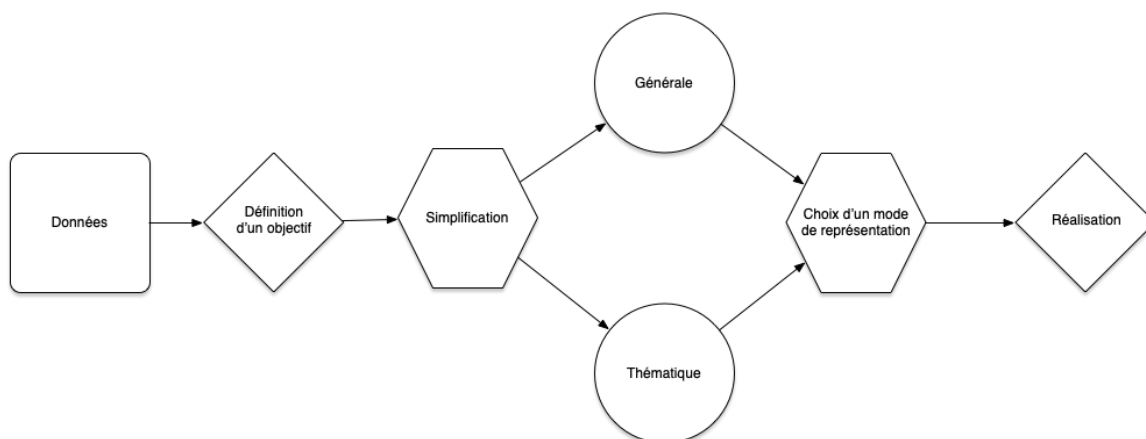 Générale
Données
Définition
d'un objectif
Simplification
Choix d'un mode
de représentation
Réalisation
Thématique